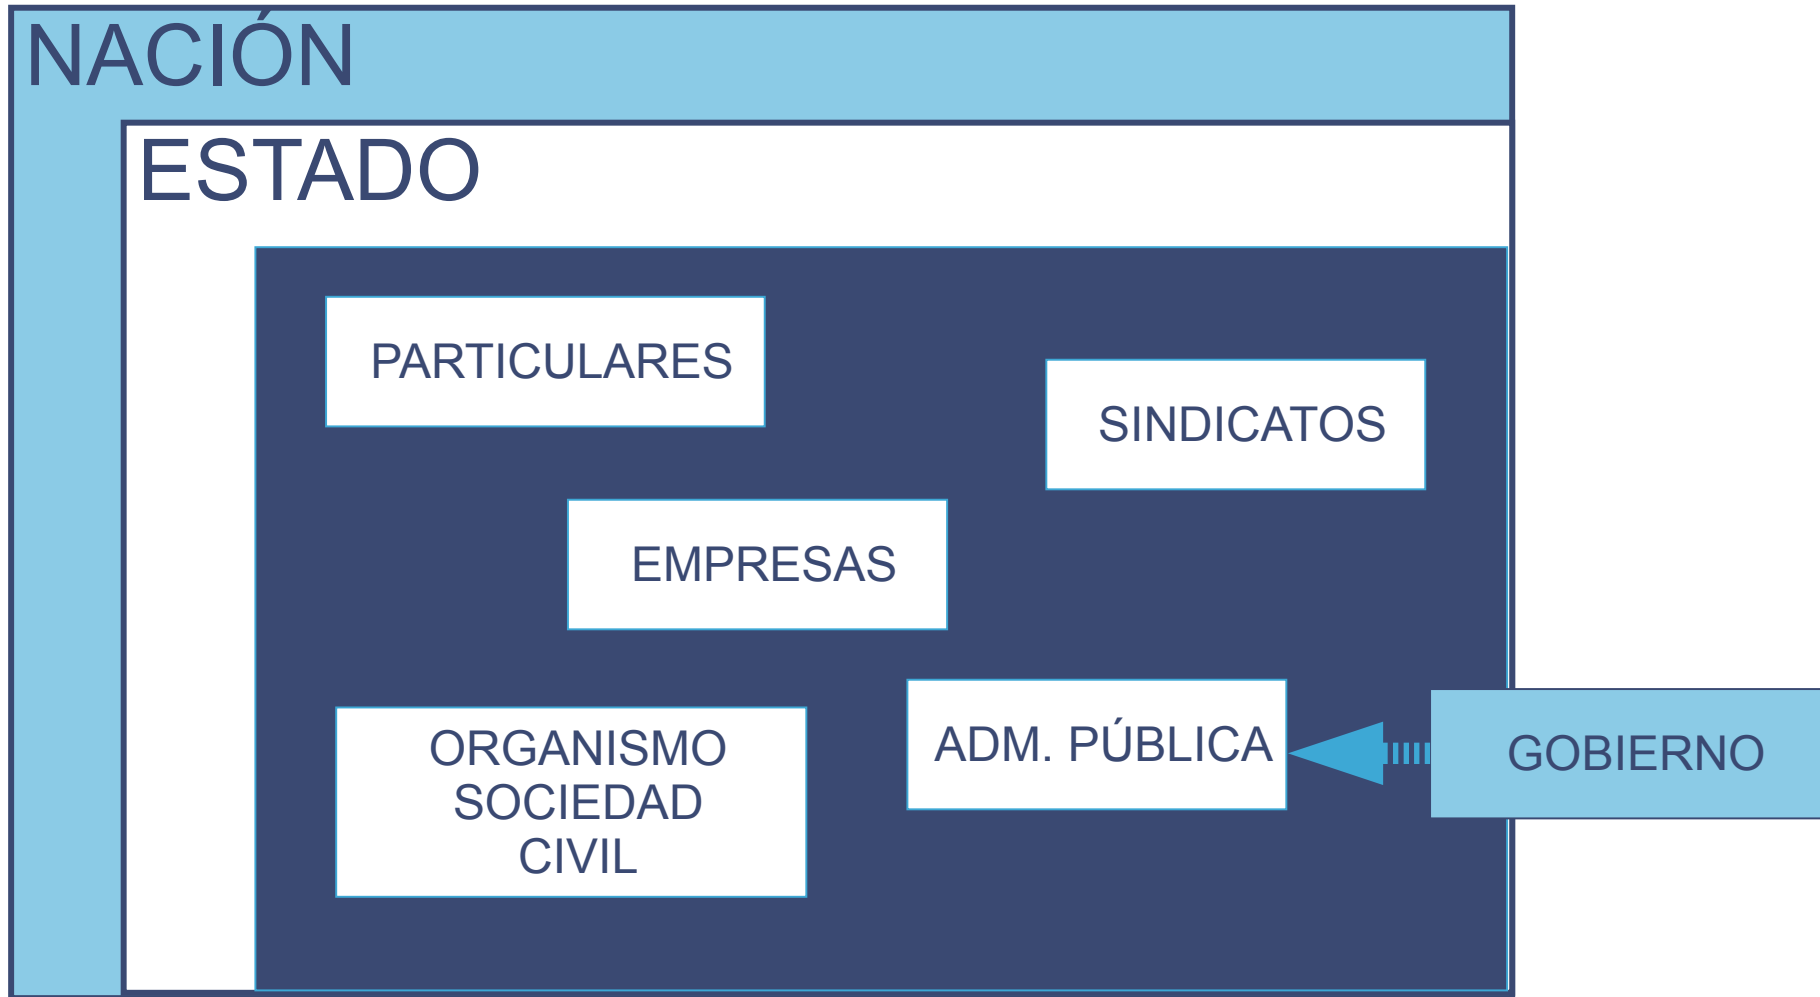 NACIÓN
ESTADO
PARTICULARES
SINDICATOS
EMPRESAS
ORGANISMO
SOCIEDAD
CIVIL
ADM. PÚBLICA
GOBIERNO